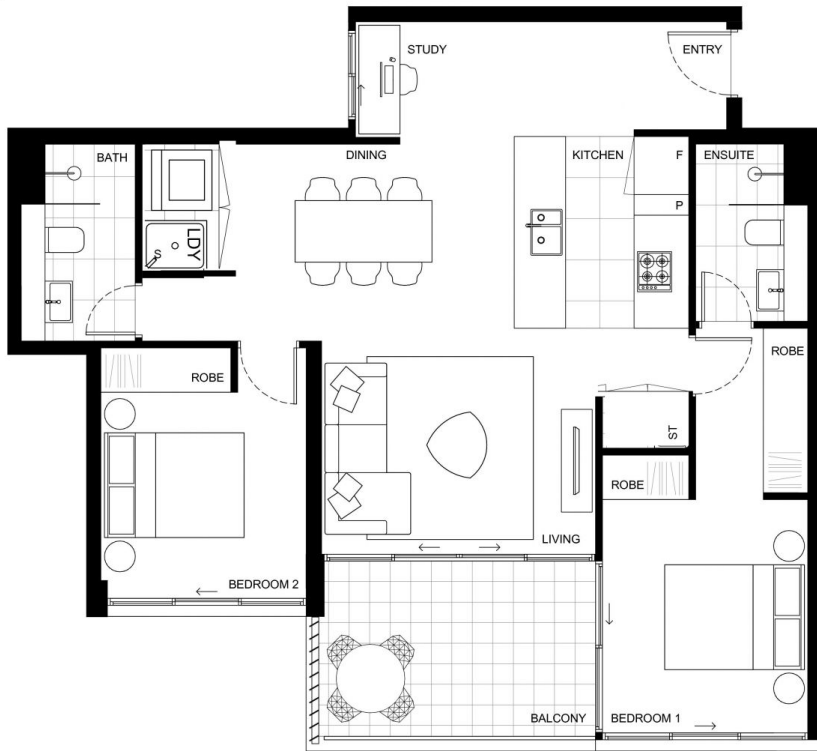 STUDY
ENTRY
BATH
DINING
KITCHEN
F
ENSUITE
P
LDY
S
ROBE
ROBE
ST
ROBE
LIVING
BEDROOM 2
BALCONY
BEDROOM 1